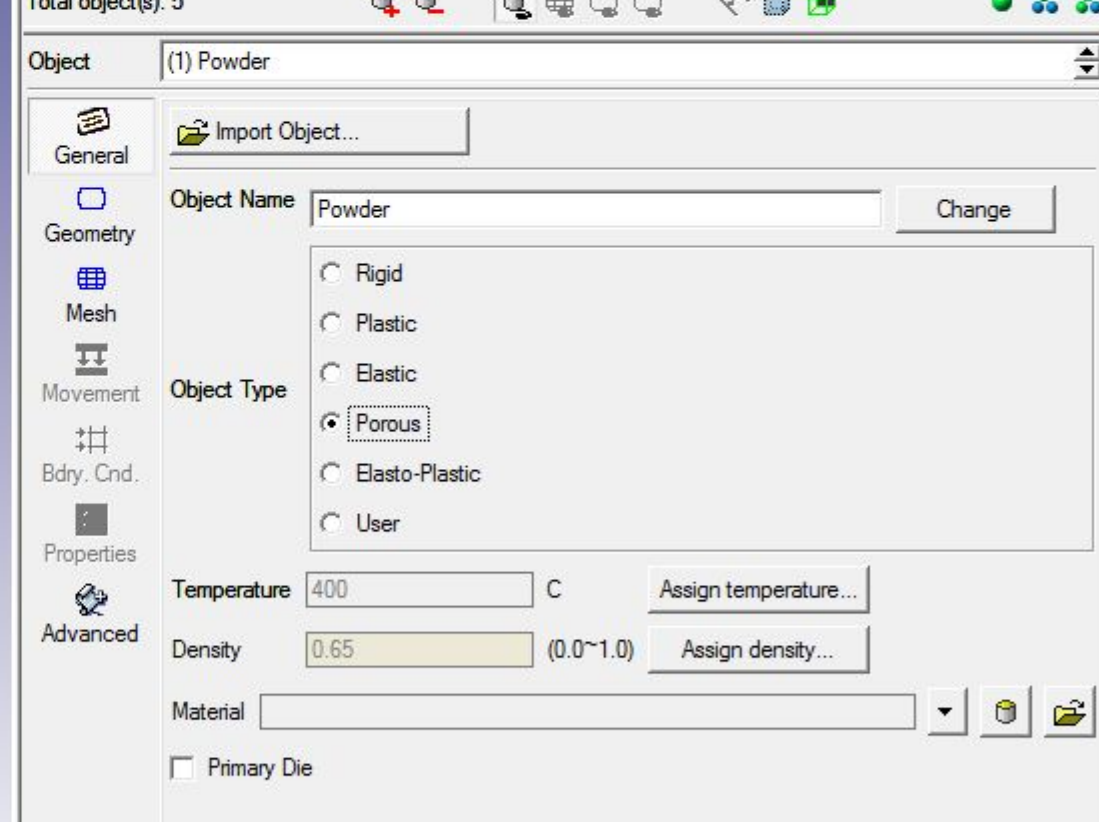 Total object(s): 5
Object (1) Powder
General
Import Object...
Object Name Powder Change
Geometry
Rigid
Mesh
Plastic
Movement
Object Type
Elastic
Porous
Bdry. Cnd.
Elasto-Plastic
User
Properties
Temperature 400 C Assign temperature...
Advanced
Density 0.65 (0.0~1.0) Assign density...
Material
Primary Die